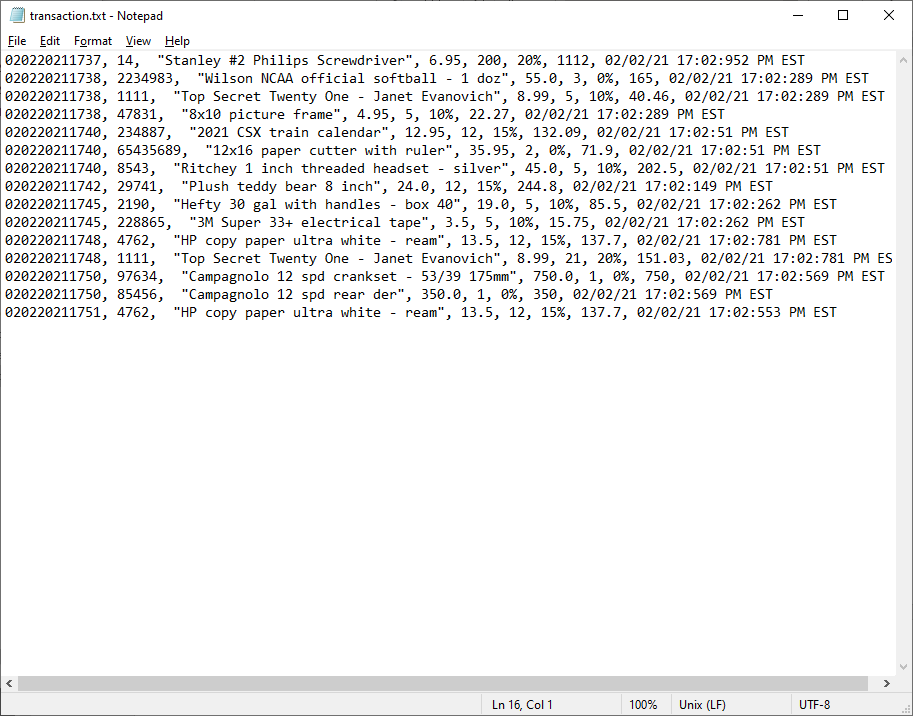 transaction.txt - Notepad
File Edit Format View Help
020220211737, 14,  "Stanley #2 Philips Screwdriver", 6.95, 200, 20%, 1112, 02/02/21 17:02:952 PM EST
020220211738, 2234983,  "Wilson NCAA official softball - 1 doz", 55.0, 3, 0%, 165, 02/02/21 17:02:289 PM EST
020220211738, 1111,  "Top Secret Twenty One - Janet Evanovich", 8.99, 5, 10%, 40.46, 02/02/21 17:02:289 PM EST
020220211738, 47831,  "8x10 picture frame", 4.95, 5, 10%, 22.27, 02/02/21 17:02:289 PM EST
020220211740, 234887,  "2021 CSX train calendar", 12.95, 12, 15%, 132.09, 02/02/21 17:02:51 PM EST
020220211740, 65435689,  "12x16 paper cutter with ruler", 35.95, 2, 0%, 71.9, 02/02/21 17:02:51 PM EST
020220211740, 8543,  "Ritchey 1 inch threaded headset - silver", 45.0, 5, 10%, 202.5, 02/02/21 17:02:51 PM EST
020220211742, 29741,  "Plush teddy bear 8 inch", 24.0, 12, 15%, 244.8, 02/02/21 17:02:149 PM EST
020220211745, 2190,  "Hefty 30 gal with handles - box 40", 19.0, 5, 10%, 85.5, 02/02/21 17:02:262 PM EST
020220211745, 228865,  "3M Super 33+ electrical tape", 3.5, 5, 10%, 15.75, 02/02/21 17:02:262 PM EST
020220211748, 4762,  "HP copy paper ultra white - ream", 13.5, 12, 15%, 137.7, 02/02/21 17:02:781 PM EST
020220211748, 1111,  "Top Secret Twenty One - Janet Evanovich", 8.99, 21, 20%, 151.03, 02/02/21 17:02:781 PM ES
020220211750, 97634,  "Campagnolo 12 spd crankset - 53/39 175mm", 750.0, 1, 0%, 750, 02/02/21 17:02:569 PM EST
020220211750, 85456,  "Campagnolo 12 spd rear der", 350.0, 1, 0%, 350, 02/02/21 17:02:569 PM EST
020220211751, 4762,  "HP copy paper ultra white - ream", 13.5, 12, 15%, 137.7, 02/02/21 17:02:553 PM EST
Ln 16, Col 1 100% Unix (LF) UTF-8